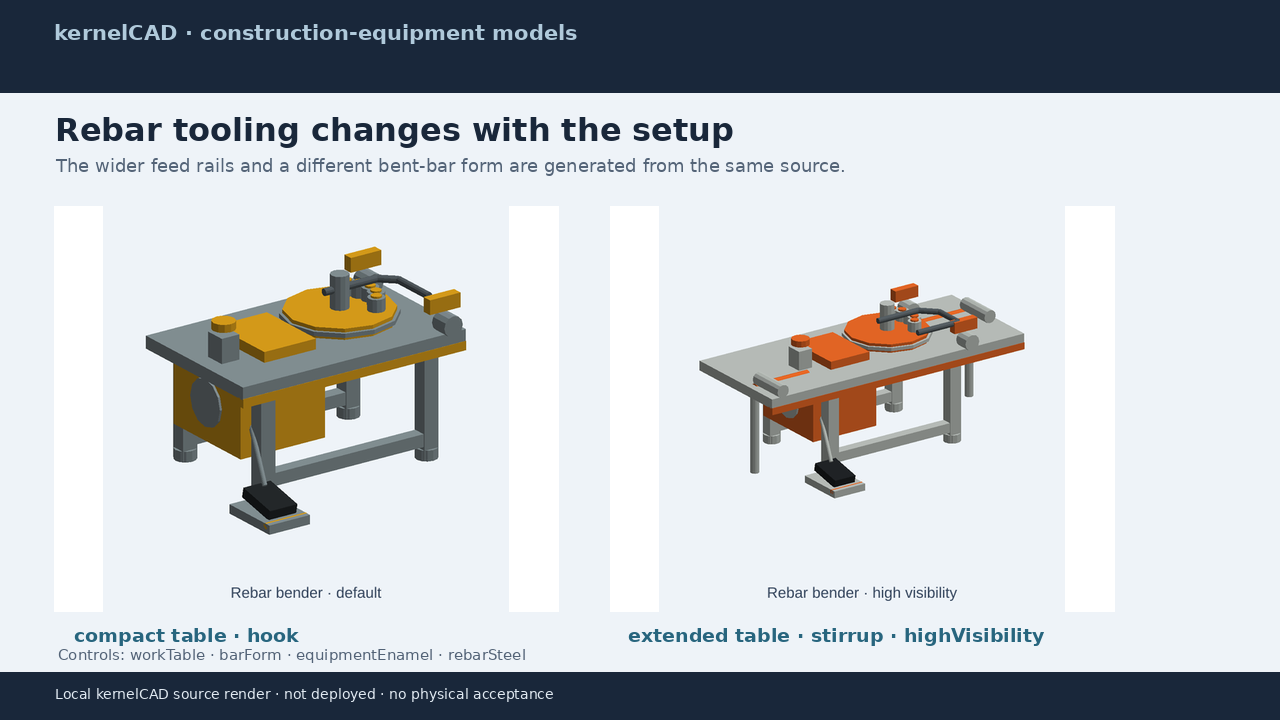 kernelCAD · construction-equipment models
Rebar tooling changes with the setup
The wider feed rails and a different bent-bar form are generated from the same source.
Rebar bender · default
Rebar bender · high visibility
compact table · hook
extended table · stirrup · highVisibility
Controls: workTable · barForm · equipmentEnamel · rebarSteel
Local kernelCAD source render · not deployed · no physical acceptance